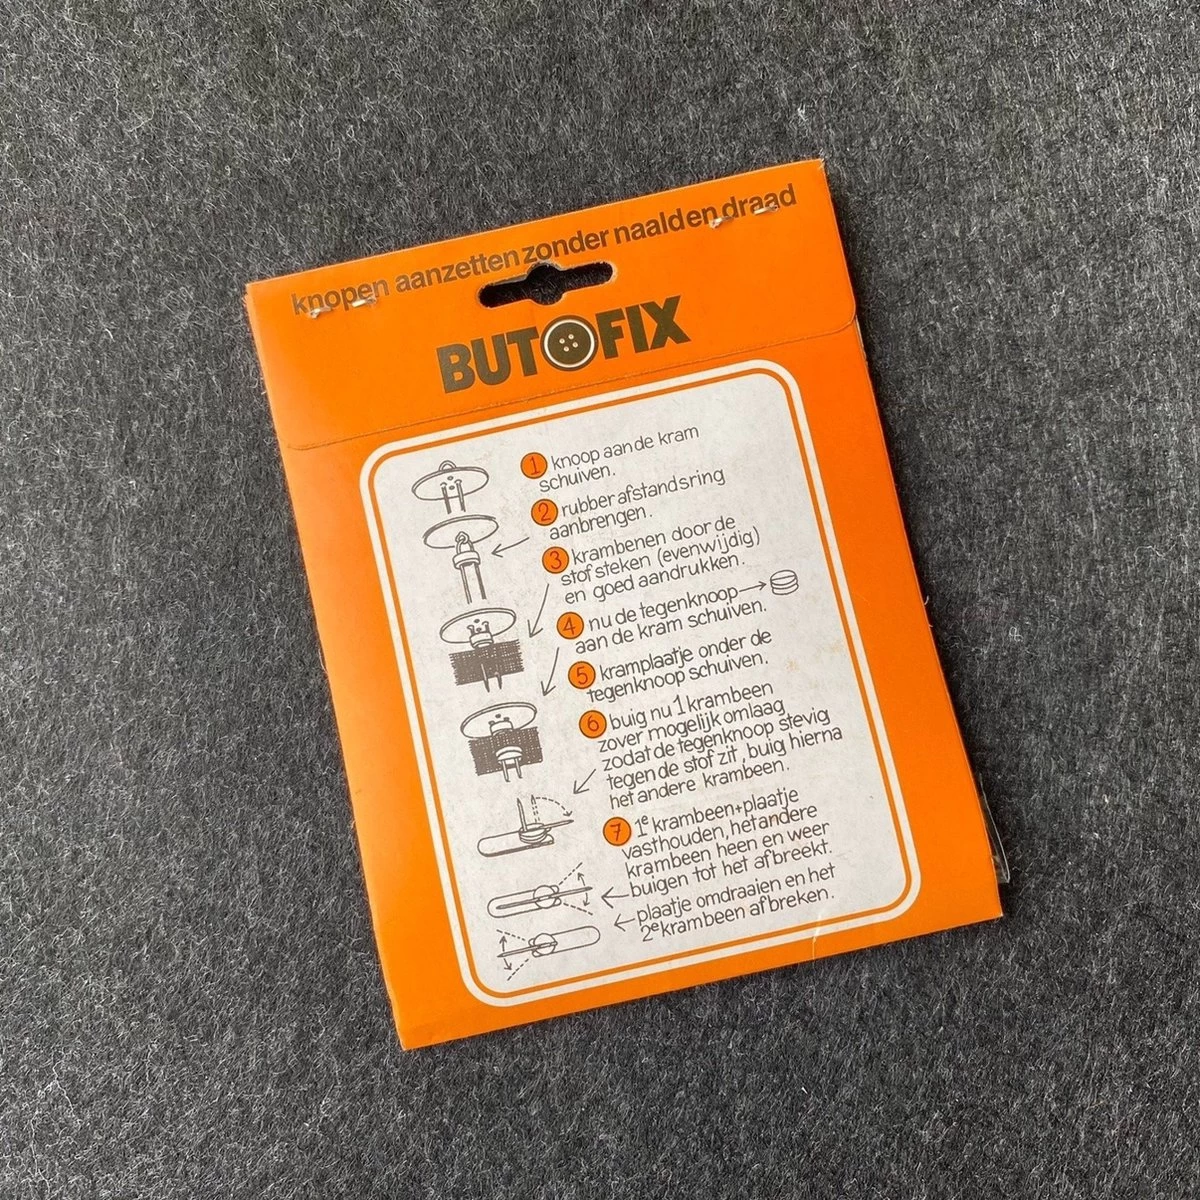 knopen aanzetten zonder naald en draad
BUTOFIX
1 knoop aan de kram
schuiven.
2 rubber afstandsring
aanbrengen.
3 krambenen door de
stof steken (evenwijdig)
en goed aandrukken.
4 nu de tegenknoop
aan de kram schuiven.
5 kramplaatje onder de
tegenknoop schuiven.
6 buig nu 1 krambeen
zover mogelijk omlaag
zodat de tegenknoop stevig
tegen de stof zit, buig hierna
het andere krambeen.
7 1e krambeen+plaatje
vasthouden, het andere
krambeen heen en weer
buigen tot het afbreekt.
plaatje omdraaien en het
2e krambeen afbreken.